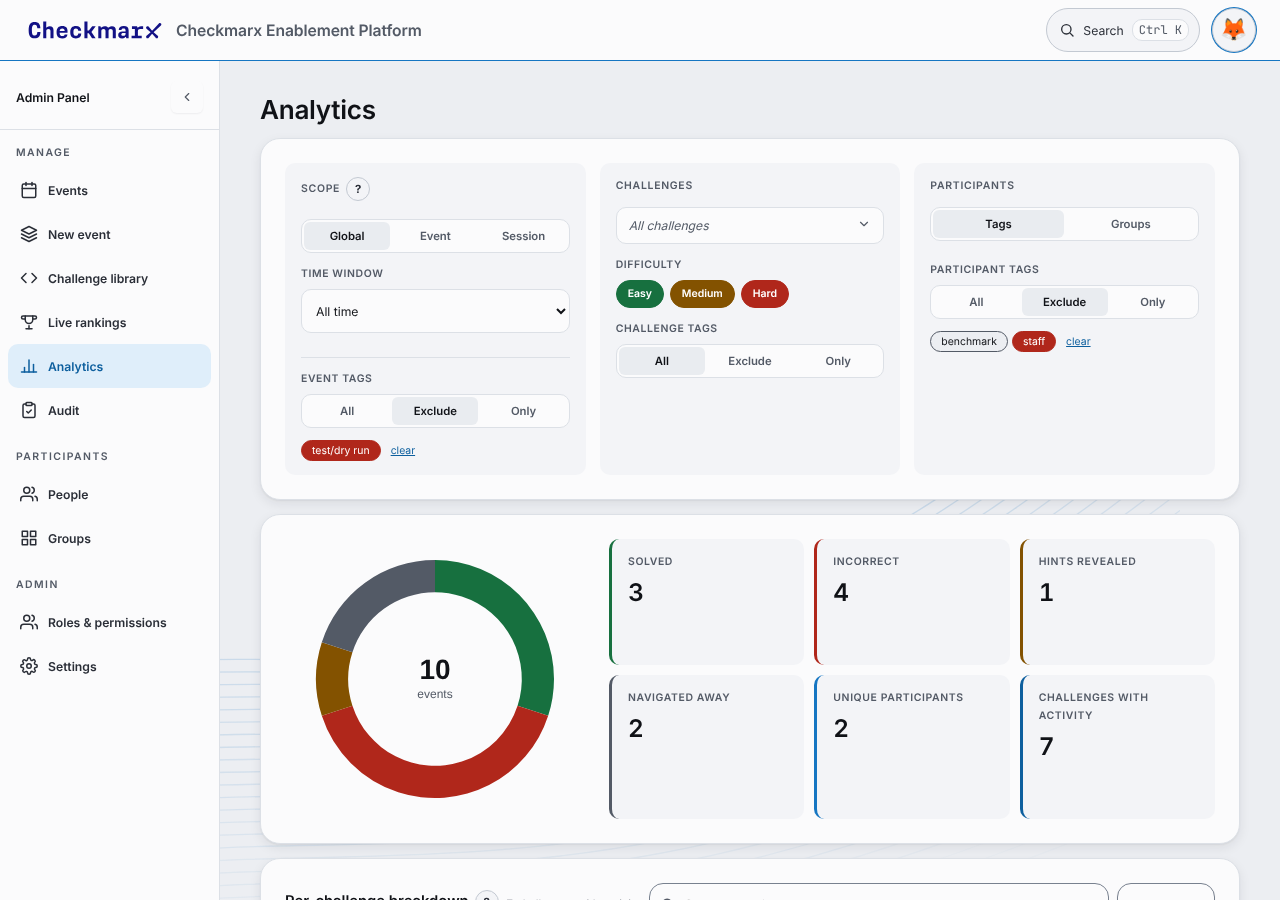 Checkmarx Checkmarx Enablement Platform
Search Ctrl K
Admin Panel
MANAGE
Events
New event
Challenge library
Live rankings
Analytics
Audit
PARTICIPANTS
People
Groups
ADMIN
Roles & permissions
Settings
Analytics
SCOPE ?
Global Event Session
TIME WINDOW
All time
EVENT TAGS
All Exclude Only
test/dry run clear
CHALLENGES
All challenges
DIFFICULTY
Easy Medium Hard
CHALLENGE TAGS
All Exclude Only
PARTICIPANTS
Tags Groups
PARTICIPANT TAGS
All Exclude Only
benchmark staff clear
10
events
SOLVED
3
INCORRECT
4
HINTS REVEALED
1
NAVIGATED AWAY
2
UNIQUE PARTICIPANTS
2
CHALLENGES WITH
ACTIVITY
7
Per-challenge breakdown